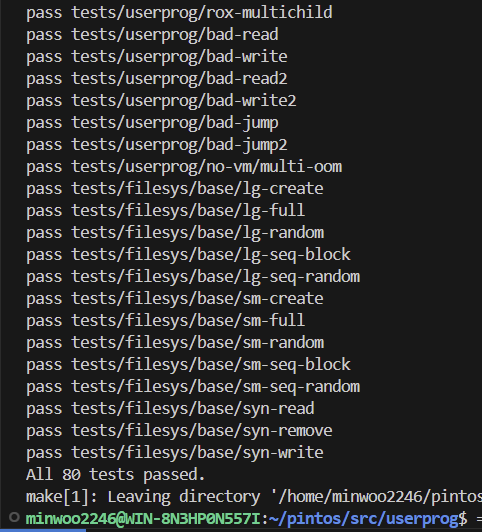 pass tests/userprog/rox-multichild
pass tests/userprog/bad-read
pass tests/userprog/bad-write
pass tests/userprog/bad-read2
pass tests/userprog/bad-write2
pass tests/userprog/bad-jump
pass tests/userprog/bad-jump2
pass tests/userprog/no-vm/multi-oom
pass tests/filesys/base/lg-create
pass tests/filesys/base/lg-full
pass tests/filesys/base/lg-random
pass tests/filesys/base/lg-seq-block
pass tests/filesys/base/lg-seq-random
pass tests/filesys/base/sm-create
pass tests/filesys/base/sm-full
pass tests/filesys/base/sm-random
pass tests/filesys/base/sm-seq-block
pass tests/filesys/base/sm-seq-random
pass tests/filesys/base/syn-read
pass tests/filesys/base/syn-remove
pass tests/filesys/base/syn-write
All 80 tests passed.
make[1]: Leaving directory '/home/minwoo2246/pintos
minwoo2246@WIN-8N3HP0N557I:~/pintos/src/userprog$ =